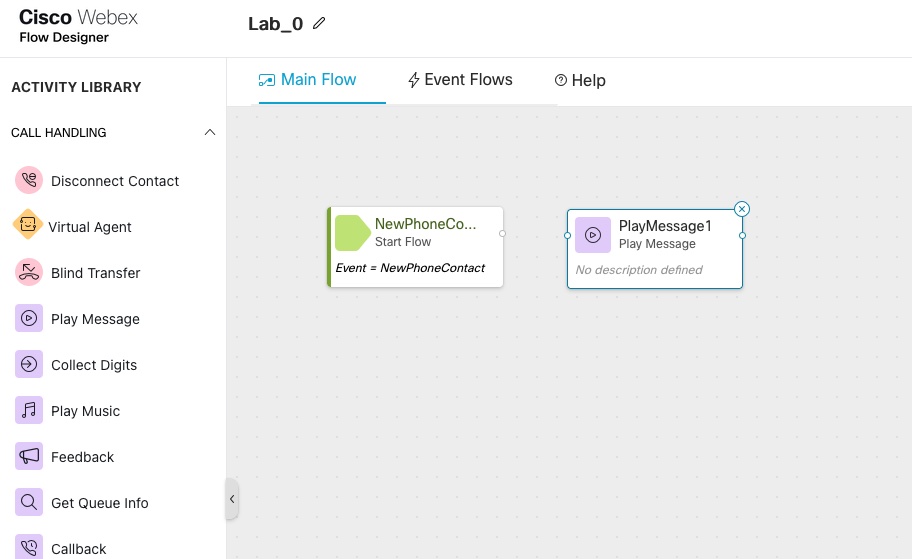 Cisco Webex
Flow Designer
Lab_0
ACTIVITY LIBRARY
Main Flow
Event Flows
Help
CALL HANDLING
Disconnect Contact
Virtual Agent
Blind Transfer
Play Message
Collect Digits
Play Music
Feedback
Get Queue Info
Callback
NewPhoneCo...
Start Flow
Event = NewPhoneContact
PlayMessage1
Play Message
No description defined